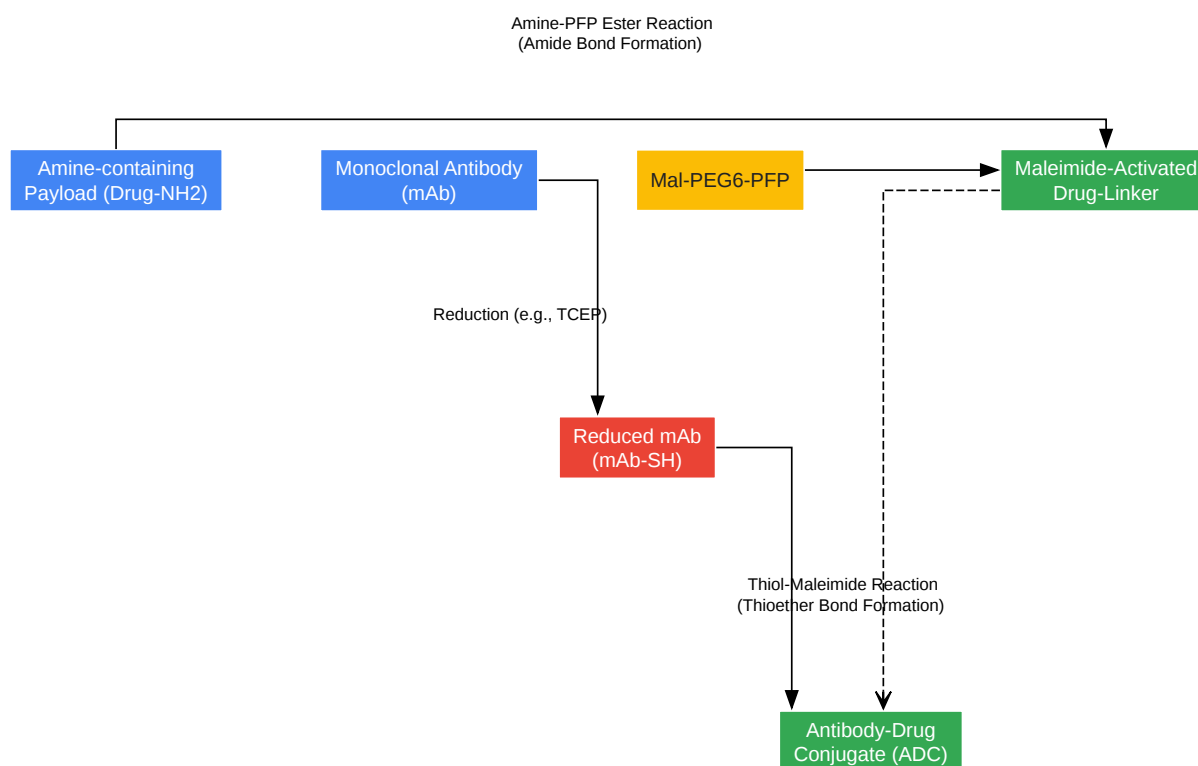 Amine-PFP Ester Reaction
(Amide Bond Formation)
Amine-containing
Payload (Drug-NH2)
Monoclonal Antibody
(mAb)
Mal-PEG6-PFP
Maleimide-Activated
Drug-Linker
Reduction (e.g., TCEP)
Reduced mAb
(mAb-SH)
Thiol-Maleimide Reaction
(Thioether Bond Formation)
Antibody-Drug
Conjugate (ADC)